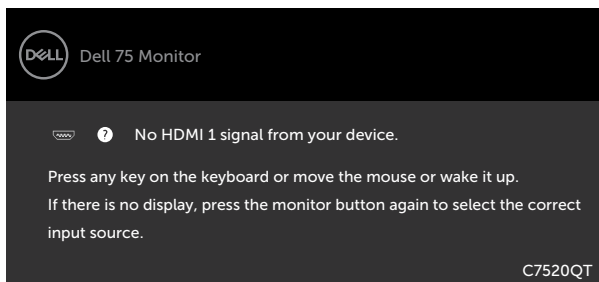 DELL
Dell 75 Monitor
? No HDMI 1 signal from your device.
Press any key on the keyboard or move the mouse or wake it up.
If there is no display, press the monitor button again to select the correct
input source.
C7520QT